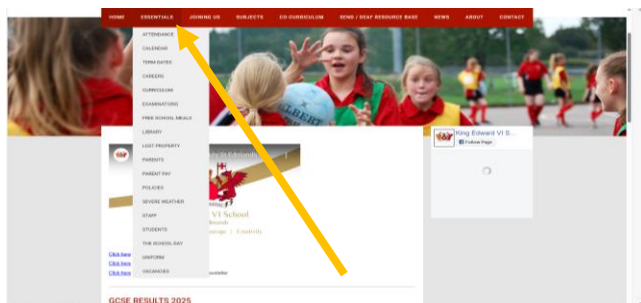 HOME ESSENTIALS JOINING US SUBJECTS CO-CURRICULUM SEND / DEAF RESOURCE BASE NEWS ABOUT CONTACT
ATTENDANCE
CALENDAR
TERM DATES
CAREERS
CURRICULUM
EXAMINATIONS
FREE SCHOOL MEALS
LIBRARY
LOST PROPERTY
PARENTS
PARENT PAY
POLICIES
SEVERE WEATHER
STAFF
STUDENTS
THE SCHOOL DAY
UNIFORM
VACANCIES
GILBERT
King Edward VI S...
Follow Page
VI School
Click here
Click here
Click here
GCSE RESULTS 2025